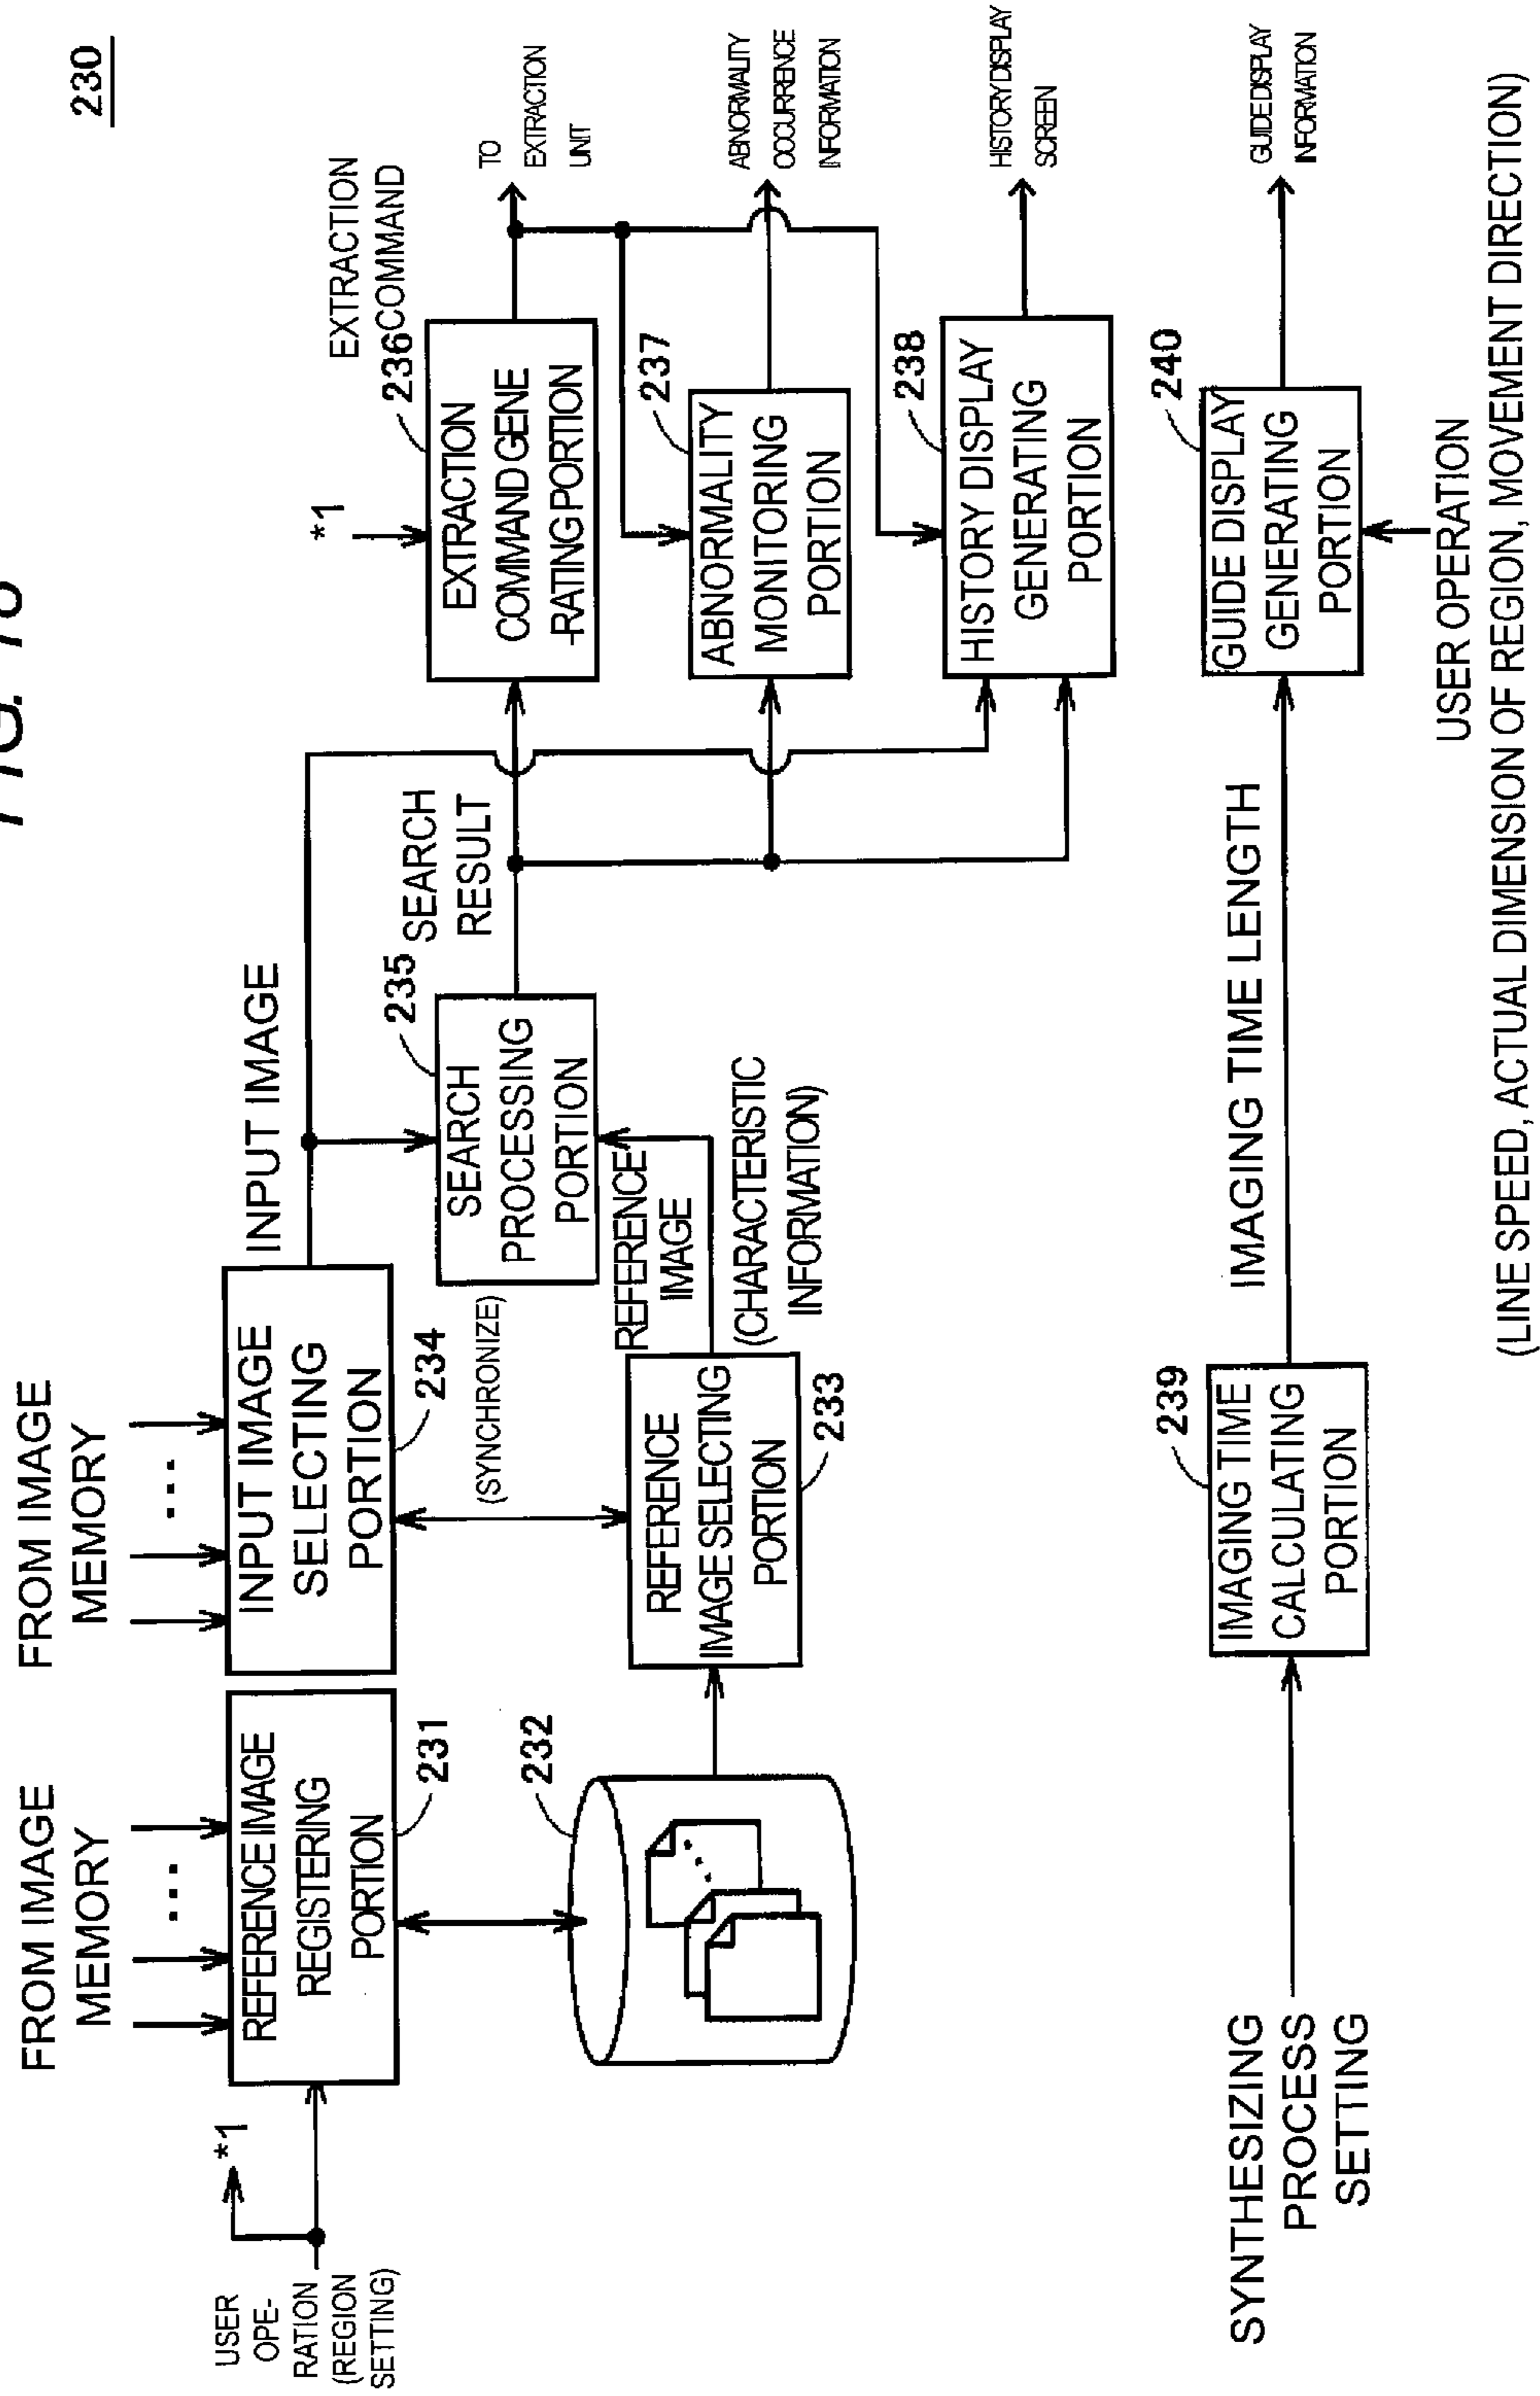 FIG.
230
FROM IMAGE
MEMORY
...
FROM IMAGE
MEMORY
...
USER
OPE-
RATION
(REGION
SETTING)
*1
REFERENCE IMAGE
REGISTERING
PORTION
231
232
INPUT IMAGE
SELECTING
PORTION
234
(SYNCHRONIZE)
REFERENCE
IMAGE SELECTING
PORTION
233
INPUT IMAGE
235
SEARCH
PROCESSING
PORTION
REFERENCE
IMAGE
(CHARACTERISTIC
INFORMATION)
SEARCH
RESULT
*1
EXTRACTION
COMMAND
236
EXTRACTION
COMMAND GENE
-RATING PORTION
TO
EXTRACTION
UNIT
237
ABNORMALITY
MONITORING
PORTION
ABNORMALITY
OCCURRENCE
INFORMATION
238
HISTORY DISPLAY
GENERATING
PORTION
HISTORY DISPLAY
SCREEN
SYNTHESIZING
PROCESS
SETTING
239
IMAGING TIME
CALCULATING
PORTION
IMAGING TIME LENGTH
240
GUIDE DISPLAY
GENERATING
PORTION
GUIDE DISPLAY
INFORMATION
USER OPERATION
(LINE SPEED, ACTUAL DIMENSION OF REGION, MOVEMENT DIRECTION)